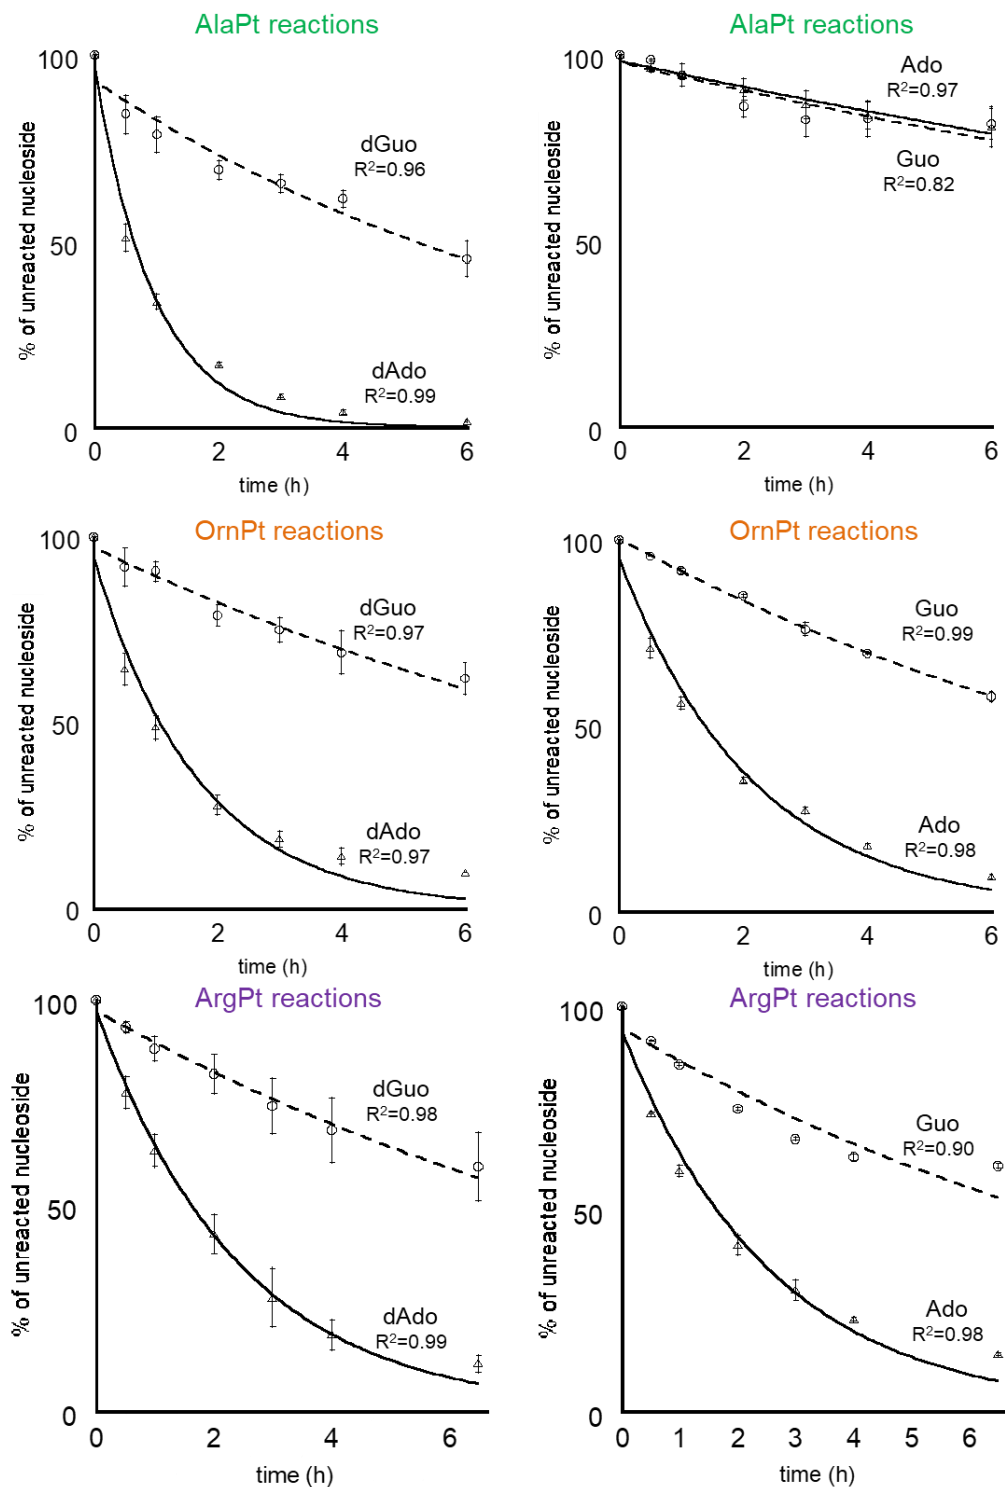 AlaPt reactions
100
50
0
% of unreacted nucleoside
dGuo
R²=0.96
dAdo
R²=0.99
0 2 4 6
time (h)
AlaPt reactions
100
50
0
% of unreacted nucleoside
Ado
R²=0.97
Guo
R²=0.82
0 2 4 6
time (h)
OrnPt reactions
100
50
0
% of unreacted nucleoside
dGuo
R²=0.97
dAdo
R²=0.97
0 2 4 6
time (h)
OrnPt reactions
100
50
0
% of unreacted nucleoside
Guo
R²=0.99
Ado
R²=0.98
0 2 4 6
time (h)
ArgPt reactions
100
50
0
% of unreacted nucleoside
dGuo
R²=0.98
dAdo
R²=0.99
0 2 4 6
time (h)
ArgPt reactions
100
50
0
% of unreacted nucleoside
Guo
R²=0.90
Ado
R²=0.98
0 1 2 3 4 5 6
time (h)